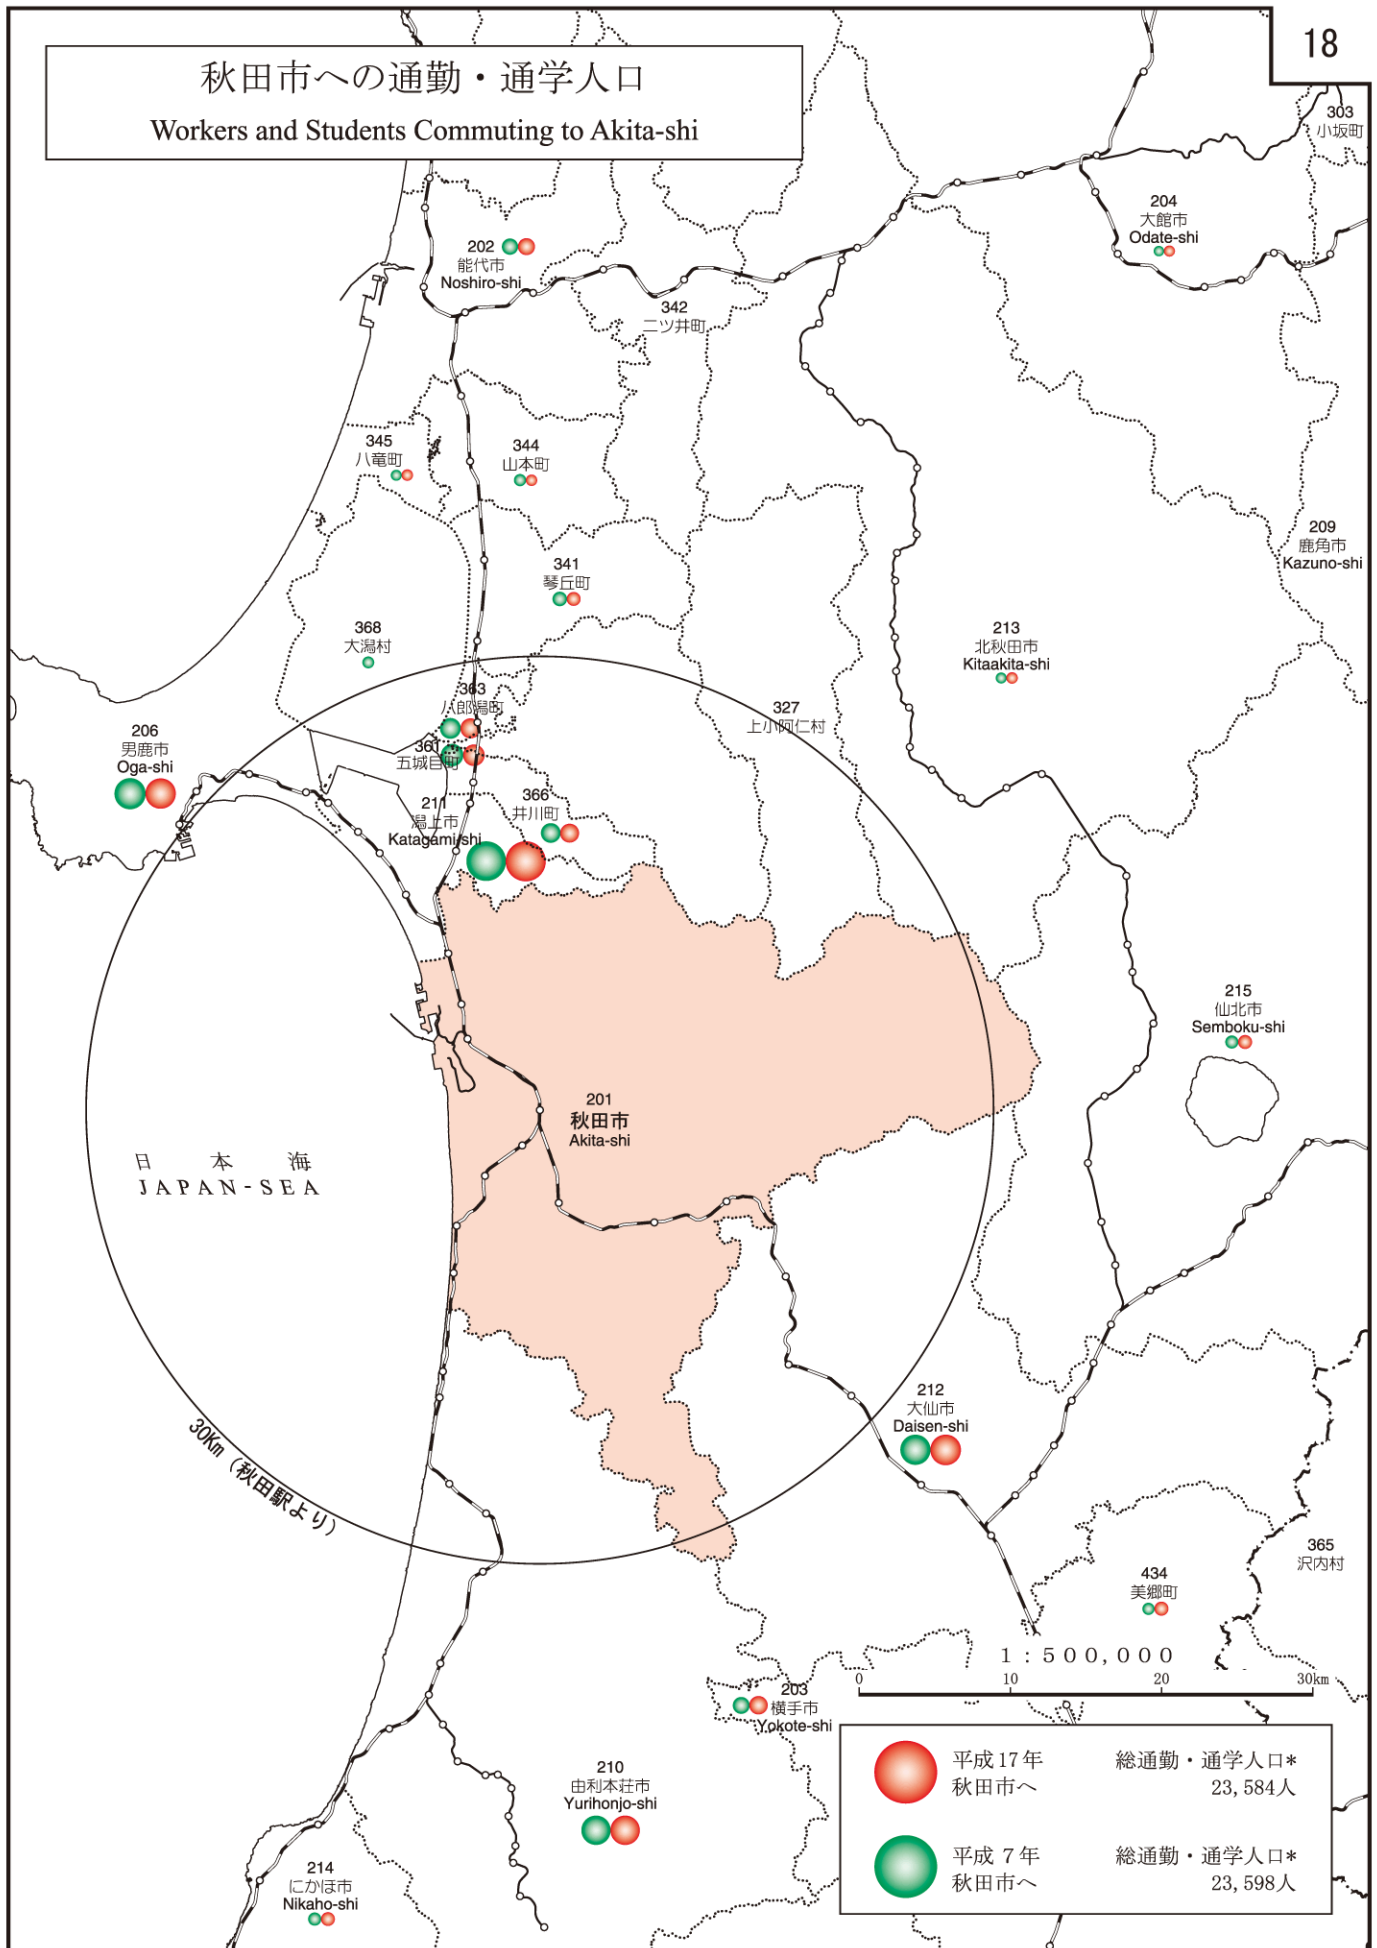 18
秋田市への通勤・通学人口
Workers and Students Commuting to Akita-shi
303
小坂町
204
大館市
Odate-shi
202
能代市
Noshiro-shi
342
二ツ井町
345
八竜町
344
山本町
209
鹿角市
Kazuno-shi
341
琴丘町
368
大潟村
213
北秋田市
Kitaakita-shi
363
八郎潟町
327
上小阿仁村
206
男鹿市
Oga-shi
361
五城目町
366
井川町
211
潟上市
Katagami-shi
215
仙北市
Semboku-shi
201
秋田市
Akita-shi
日本海
JAPAN-SEA
212
大仙市
Daisen-shi
30Km（秋田駅より）
365
沢内村
434
美郷町
1:500,000
0 10 20 30km
203
横手市
Yokote-shi
210
由利本荘市
Yurihonjo-shi
214
にかほ市
Nikaho-shi
平成17年 総通勤・通学人口*
秋田市へ 23,584人
平成 7年 総通勤・通学人口*
秋田市へ 23,598人